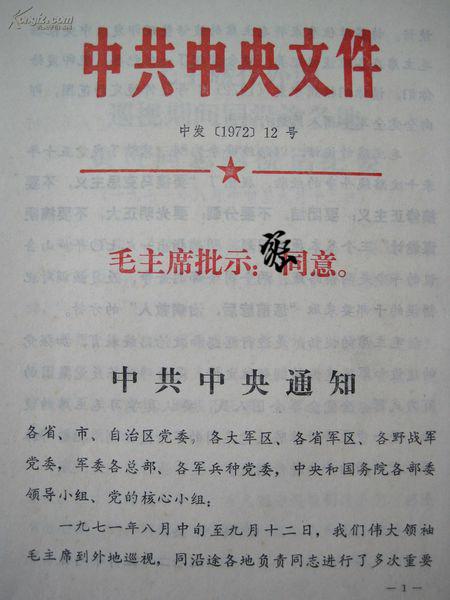 中共中央文件
中发〔1972〕12号
毛主席批示：同意。
中共中央通知
各省、市、自治区党委，各大军区、各省军区、各野战军
党委，军委各总部、各军兵种党委，中央和国务院各部委
领导小组、党的核心小组：
一九七一年八月中旬至九月十二日，我们伟大领袖
毛主席到外地巡视，同沿途各地负责同志进行了多次重要
—1—